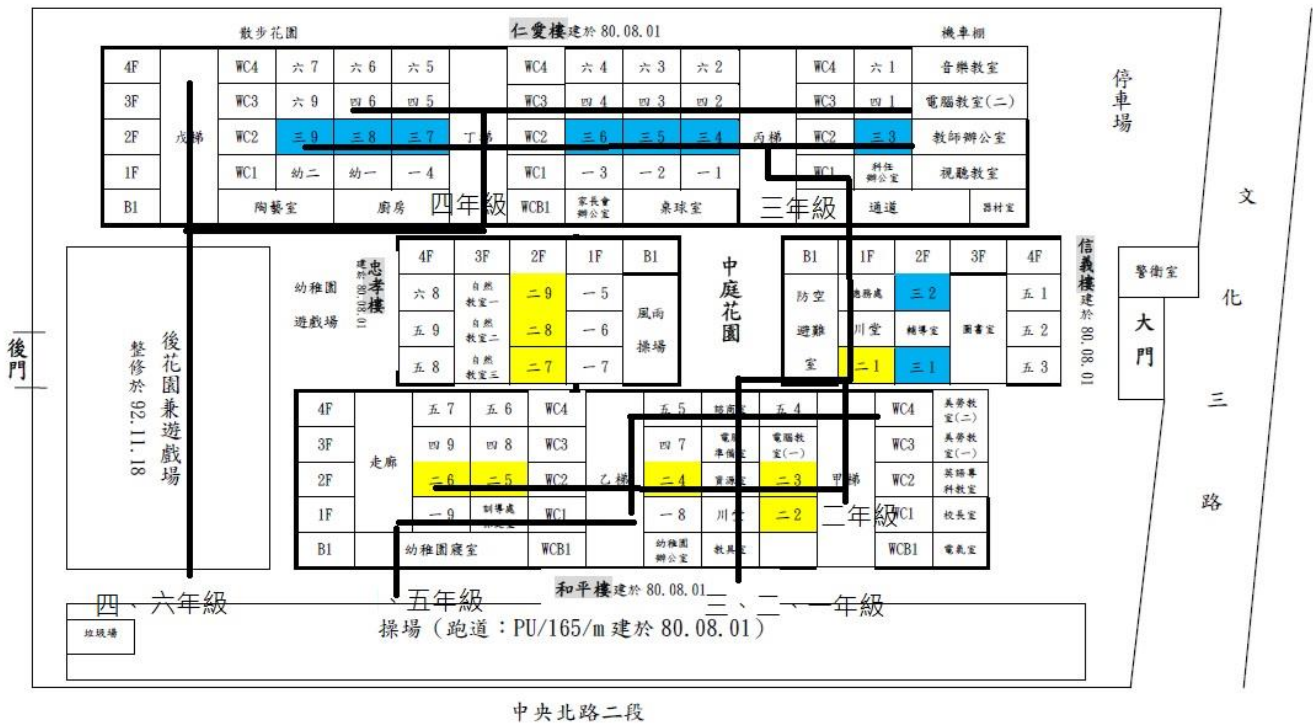 散步花園 仁愛樓建於 80.08.01 機車棚
4F WC4 六 7 六 6 六 5 WC4 六 4 六 3 六 2 WC4 六 1 音樂教室
3F WC3 六 9 四 6 四 5 WC3 四 4 四 3 四 2 WC3 四 1 電腦教室(二)
2F 戊梯 WC2 三 9 三 8 三 7 丁梯 WC2 三 6 三 5 三 4 丙梯 WC2 三 3 教師辦公室
1F WC1 幼二 幼一 一 4 WC1 一 3 一 2 一 1 WC1 科任辦公室 視聽教室
B1 陶藝室 廚房 四年級 WCB1 家長會辦公室 桌球室 三年級 通道 器材室
停車場
文化三路
4F 3F 2F 1F B1
六 8 自然教室一 二 9 一 5 風雨操場
五 9 自然教室二 二 8 一 6
五 8 自然教室三 二 7 一 7
忠孝樓建於 80.08.01
幼稚園
遊戲場
中庭花園
B1 1F 2F 3F 4F
防空避難室 總務處 三 2 圖書室 五 1
川堂 輔導室 五 2
二 1 三 1 五 3
信義樓建於 80.08.01
警衛室
大門
後門
後花園兼遊戲場
整修於 92.11.18
4F 五 7 五 6 WC4 五 5 諮商室 五 4 WC4 美勞教室(二)
3F 四 9 四 8 WC3 四 7 電腦準備室 電腦教室(一) WC3 美勞教室(一)
2F 走廊 二 6 二 5 WC2 乙梯 二 4 資源室 二 3 甲梯 WC2 英語專科教室
1F 一 9 訓導處 WC1 一 8 川堂 二 2 二年級 WC1 校長室
B1 幼稚園寢室 WCB1 幼稚園辦公室 教具室 WCB1 電氣室
和平樓建於 80.08.01
四、六年級 、五年級 三、二、一年級
垃圾場
操場（跑道：PU/165/m 建於 80.08.01）
中央北路二段